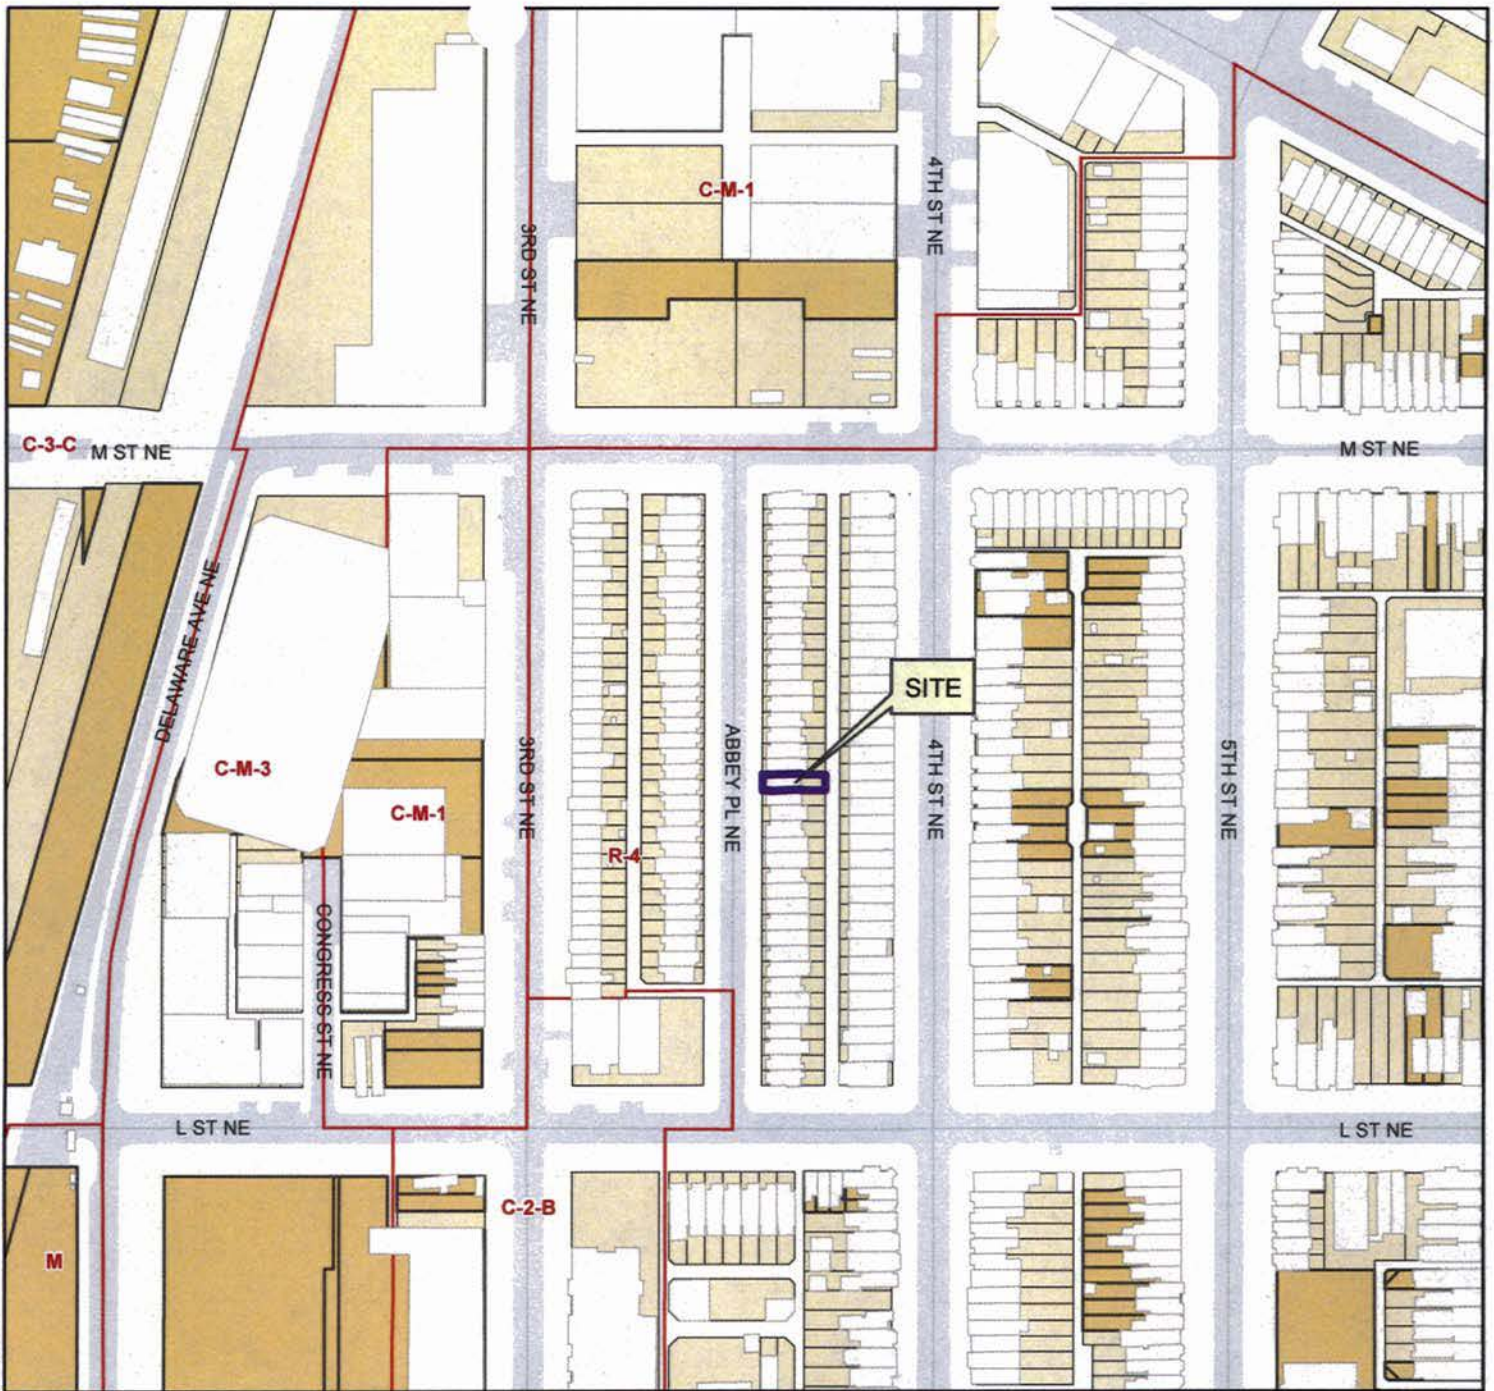 C-M-1
4TH ST NE
3RD ST NE
C-3-C
M ST NE
M ST NE
DELAWARE AVE NE
SITE
C-M-3
C-M-1
3RD ST NE
ABBEY PL NE
4TH ST NE
5TH ST NE
R-4
CONGRESS ST NE
L ST NE
L ST NE
C-2-B
M